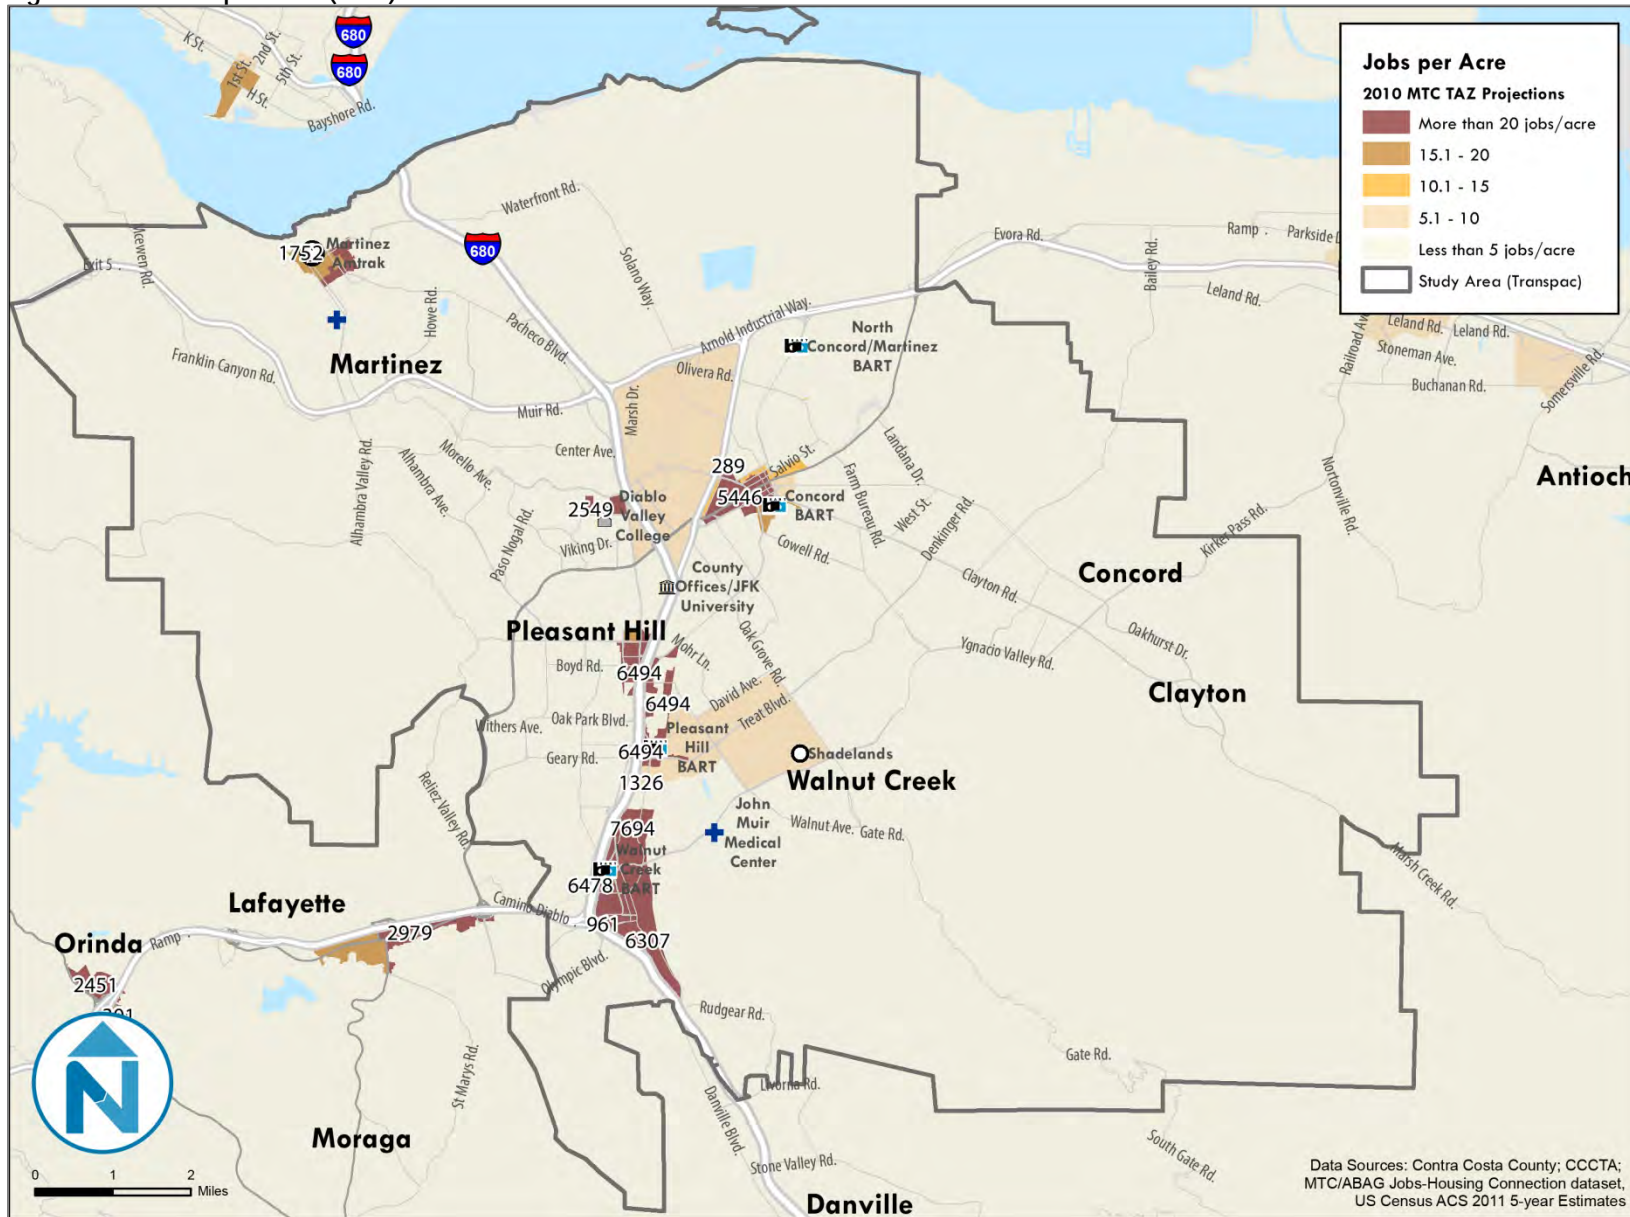 680
680
K St.
2nd St.
1st St.
5th St.
H St.
Bayshore Rd.
Jobs per Acre
2010 MTC TAZ Projections
More than 20 jobs/acre
15.1 - 20
10.1 - 15
5.1 - 10
Less than 5 jobs/acre
Study Area (Transpac)
Waterfront Rd.
680
Mcewen Rd.
Exit 5
1752
Martinez
Amtrak
Solano Way.
Evora Rd.
Bailey Rd.
Ramp
Parkside
Leland Rd.
Howe Rd.
Pacheco Blvd.
Arnold Industrial Way.
North
Concord/Martinez
BART
Railroad Av
Leland Rd.
Leland Rd.
Stoneman Ave.
Buchanan Rd.
Somersville Rd.
Martinez
Franklin Canyon Rd.
Olivera Rd.
Marsh Dr.
Muir Rd.
Center Ave.
Morello Ave.
Alhambra Valley Rd.
Alhambra Ave.
289
Salvio St.
5446
Concord
BART
Landana Dr.
Farm Bureau Rd.
West St.
Denkinger Rd.
Nortonville Rd.
Antioch
2549
Diablo
Valley
College
Paso Nogal Rd.
Viking Dr.
Cowell Rd.
Kirker Pass Rd.
County
Offices/JFK
University
Clayton Rd.
Concord
Pleasant Hill
Mohr Ln.
Oak Grove Rd.
Ygnacio Valley Rd.
Oakhurst Dr.
Boyd Rd.
6494
6494
David Ave.
Treat Blvd.
Clayton
Withers Ave.
Oak Park Blvd.
Pleasant
Hill
BART
Geary Rd.
6494
1326
Shadelands
Walnut Creek
Reliez Valley Rd.
7694
John
Muir
Medical
Center
Walnut Ave.
Gate Rd.
Walnut
Creek
BART
6478
Marsh Creek Rd.
Lafayette
Camino Diablo
961
2979
6307
Orinda
Ramp
2451
Olympic Blvd.
Rudgear Rd.
N
St Marys Rd.
Gate Rd.
Livorna Rd.
Danville Blvd.
Moraga
Stone Valley Rd.
South Gate Rd.
0 1 2
Miles
Danville
Data Sources: Contra Costa County; CCCTA;
MTC/ABAG Jobs-Housing Connection dataset,
US Census ACS 2011 5-year Estimates